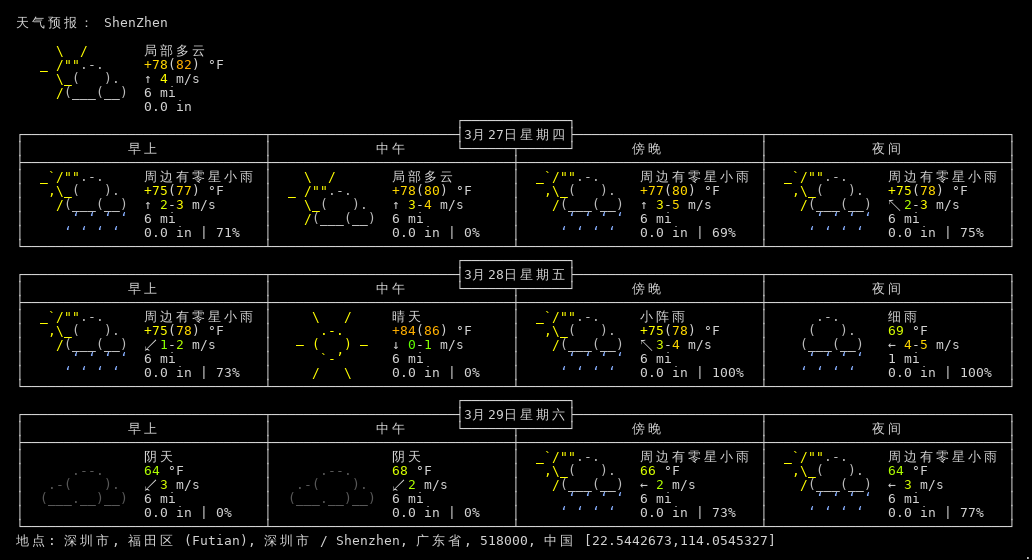 天气预报： ShenZhen
局部多云
+78(82) °F
↑ 4 m/s
6 mi
0.0 in
3月27日星期四
早上 中午 傍晚 夜间
周边有零星小雨 局部多云 周边有零星小雨 周边有零星小雨
+75(77) °F +78(80) °F +77(80) °F +75(78) °F
↑ 2-3 m/s ↑ 3-4 m/s ↑ 3-5 m/s ↖ 2-3 m/s
6 mi 6 mi 6 mi 6 mi
0.0 in | 71% 0.0 in | 0% 0.0 in | 69% 0.0 in | 75%
3月28日星期五
早上 中午 傍晚 夜间
周边有零星小雨 晴天 小阵雨 细雨
+75(78) °F +84(86) °F +75(78) °F 69 °F
↙ 1-2 m/s ↓ 0-1 m/s ↖ 3-4 m/s ← 4-5 m/s
6 mi 6 mi 6 mi 1 mi
0.0 in | 73% 0.0 in | 0% 0.0 in | 100% 0.0 in | 100%
3月29日星期六
早上 中午 傍晚 夜间
阴天 阴天 周边有零星小雨 周边有零星小雨
64 °F 68 °F 66 °F 64 °F
↙ 3 m/s ↙ 2 m/s ← 2 m/s ← 3 m/s
6 mi 6 mi 6 mi 6 mi
0.0 in | 0% 0.0 in | 0% 0.0 in | 73% 0.0 in | 77%
地点: 深圳市, 福田区 (Futian), 深圳市 / Shenzhen, 广东省, 518000, 中国 [22.5442673,114.0545327]